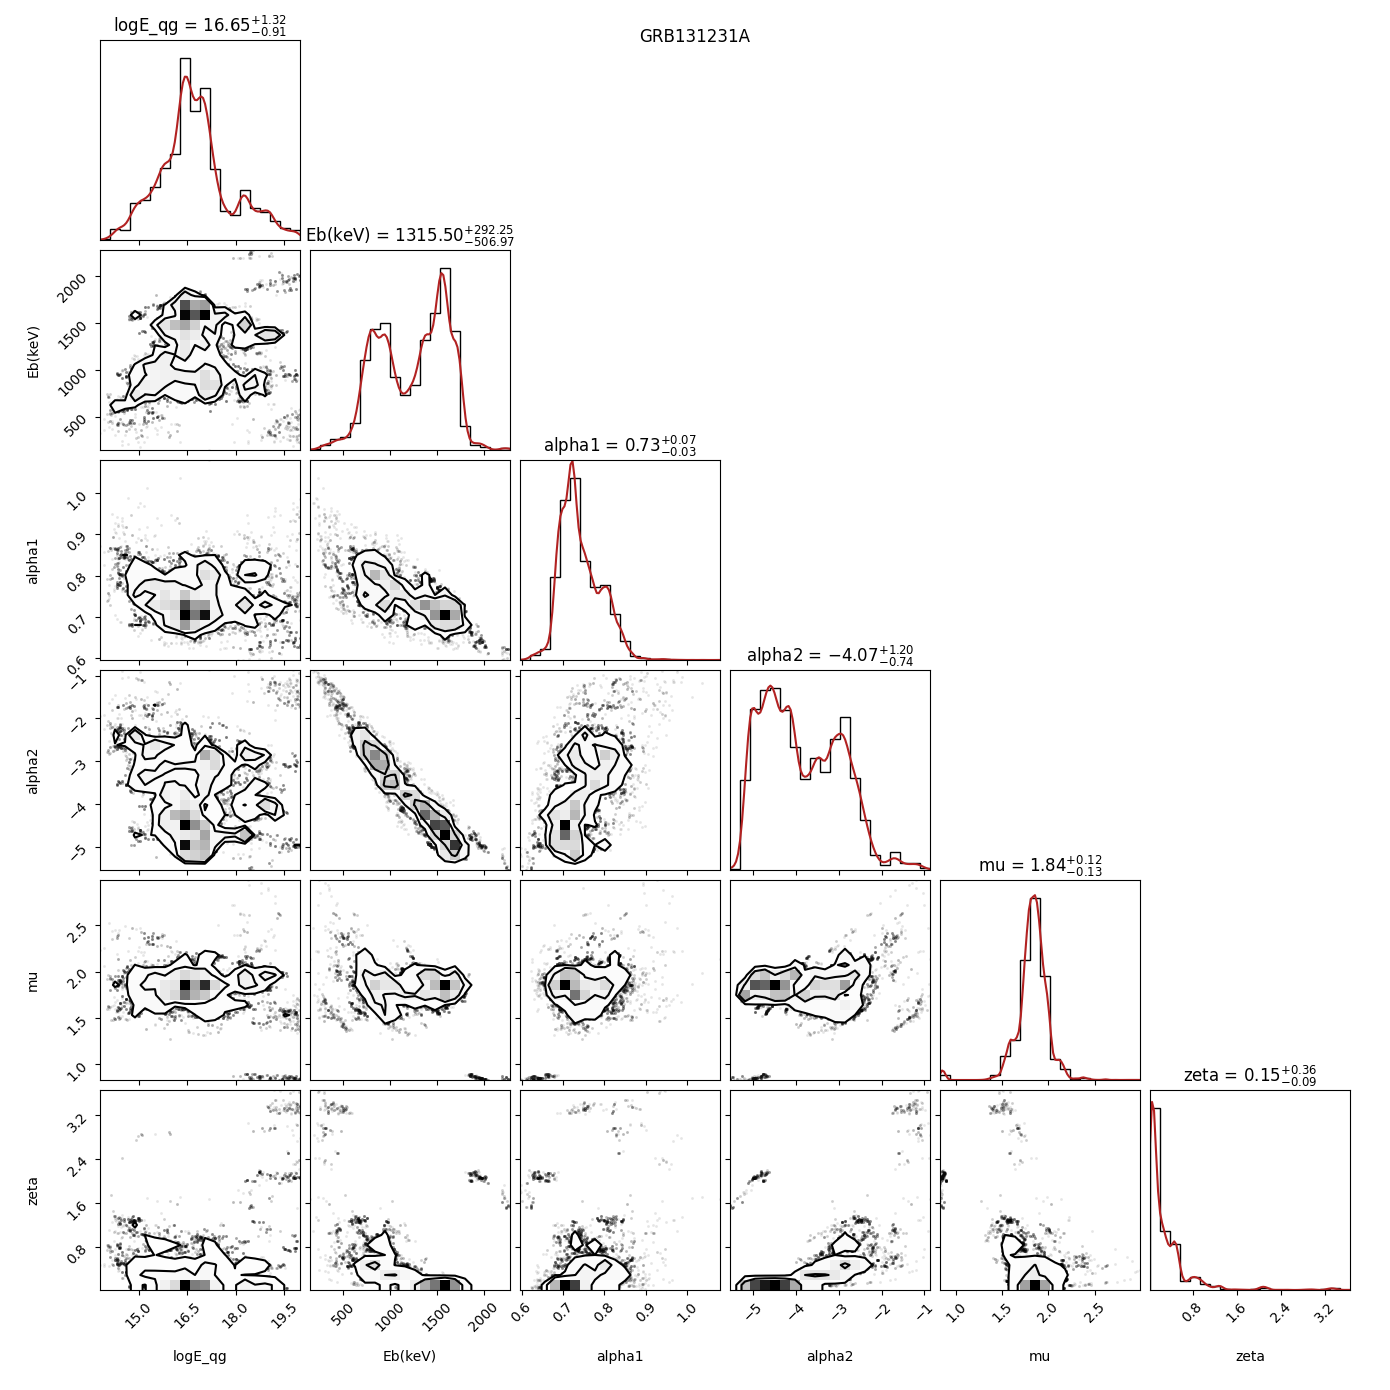 GRB131231A
logE_qg = 16.65+1.32−0.91
Eb(keV) = 1315.50+292.25−506.97
2000
1500
1000
500
Eb(keV)
alpha1 = 0.73+0.07−0.03
1.0
0.9
0.8
0.7
0.6
alpha1
alpha2 = −4.07+1.20−0.74
−1
−2
−3
−4
−5
alpha2
mu = 1.84+0.12−0.13
2.5
2.0
1.5
1.0
mu
zeta = 0.15+0.36−0.09
3.2
2.4
1.6
0.8
zeta
15.0 16.5 18.0 19.5 500 1000 1500 2000 0.6 0.7 0.8 0.9 1.0 −5 −4 −3 −2 −1 1.0 1.5 2.0 2.5 0.8 1.6 2.4 3.2
logE_qg Eb(keV) alpha1 alpha2 mu zeta